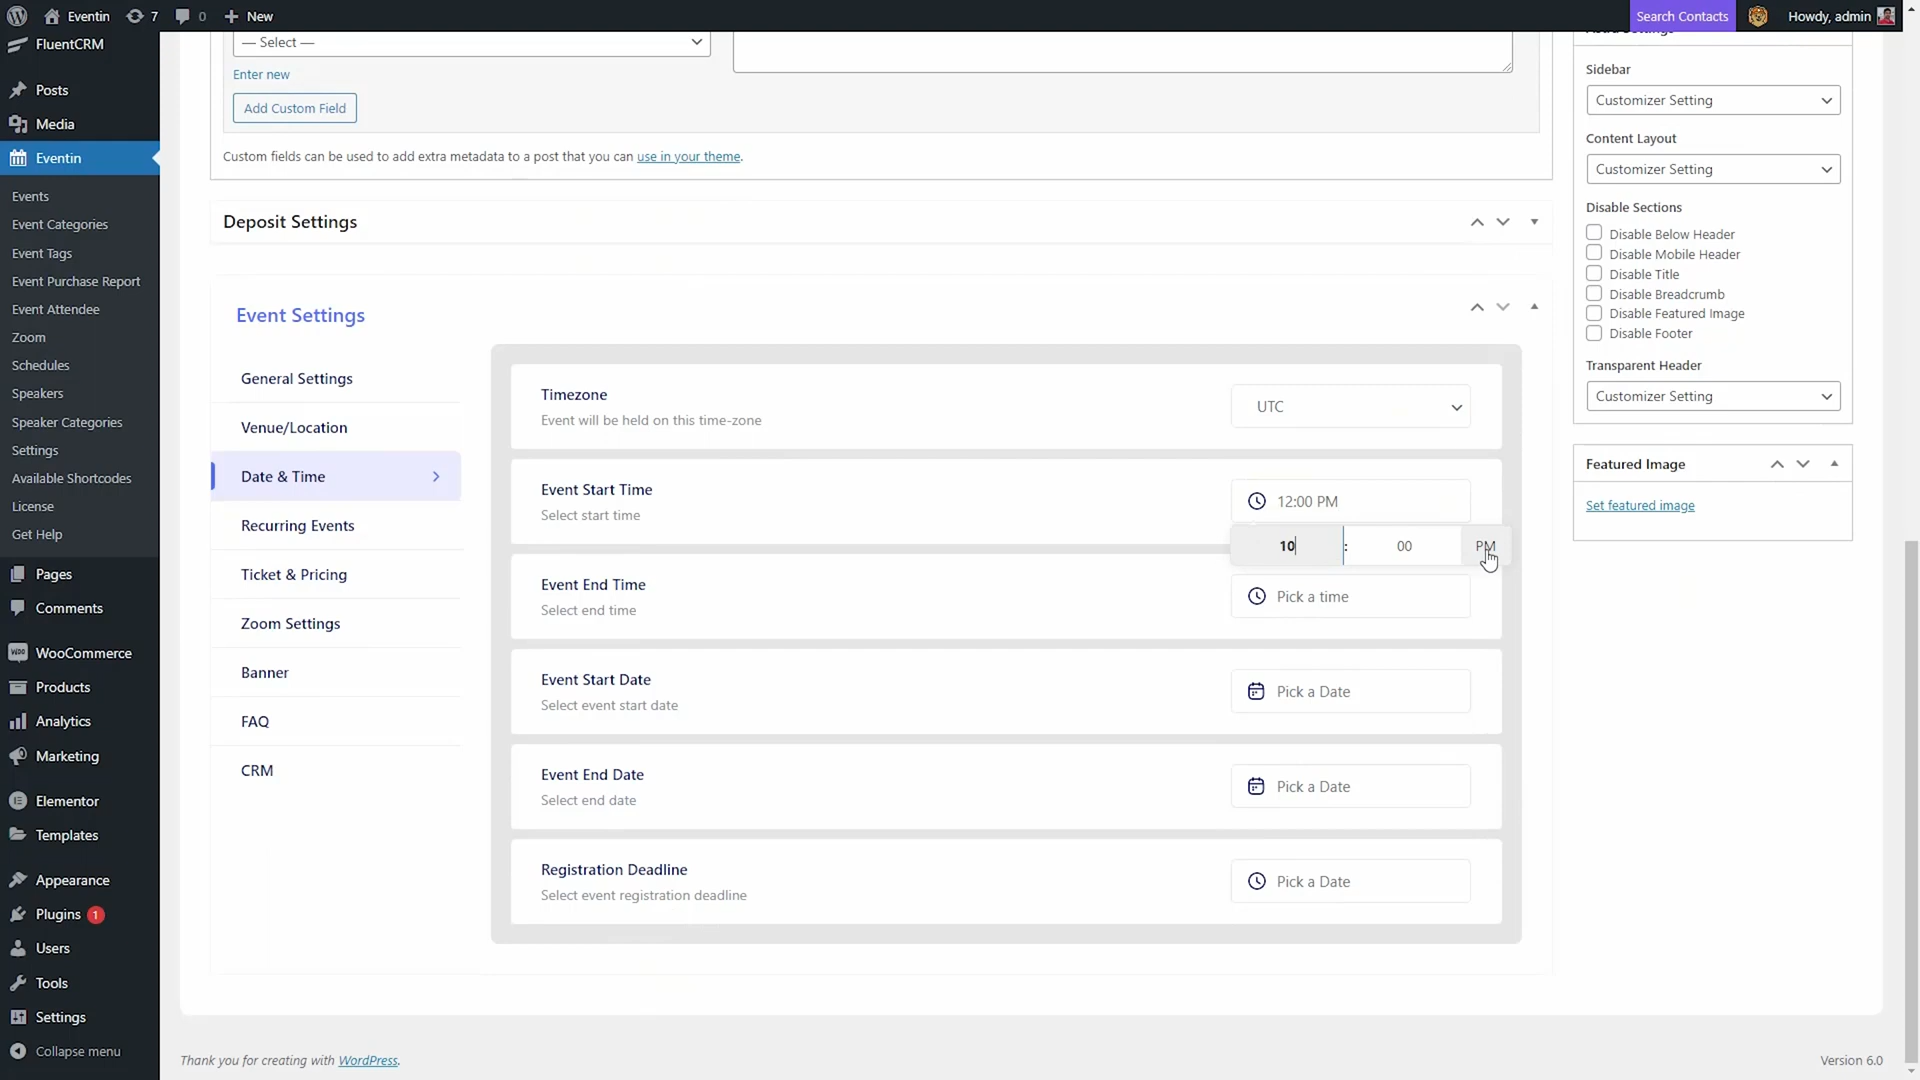 Eventin
7
0
New
Search Contacts
Howdy, admin
FluentCRM
Posts
Media
Eventin
Events
Event Categories
Event Tags
Event Purchase Report
Event Attendee
Zoom
Schedules
Speakers
Speaker Categories
Settings
Available Shortcodes
License
Get Help
Pages
Comments
WooCommerce
Products
Analytics
Marketing
Elementor
Templates
Appearance
Plugins 1
Users
Tools
Settings
Collapse menu
— Select —
Enter new
Add Custom Field
Custom fields can be used to add extra metadata to a post that you can use in your theme.
Deposit Settings
Event Settings
General Settings
Venue/Location
Date & Time
Recurring Events
Ticket & Pricing
Zoom Settings
Banner
FAQ
CRM
Timezone
Event will be held on this time-zone
UTC
Event Start Time
Select start time
12:00 PM
10 : 00 PM
Event End Time
Select end time
Pick a time
Event Start Date
Select event start date
Pick a Date
Event End Date
Select end date
Pick a Date
Registration Deadline
Select event registration deadline
Pick a Date
Sidebar
Customizer Setting
Content Layout
Customizer Setting
Disable Sections
Disable Below Header
Disable Mobile Header
Disable Title
Disable Breadcrumb
Disable Featured Image
Disable Footer
Transparent Header
Customizer Setting
Featured Image
Set featured image
Thank you for creating with WordPress.
Version 6.0